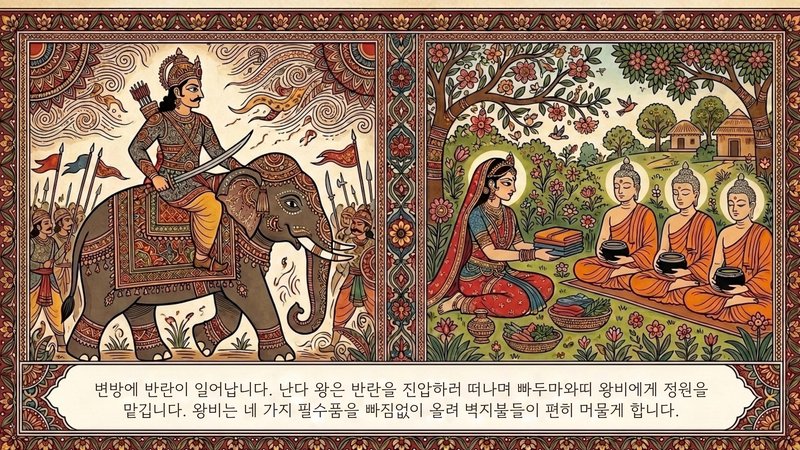 변방에 반란이 일어납니다. 난다 왕은 반란을 진압하러 떠나며 빠두마와띠 왕비에게 정원을
맡깁니다. 왕비는 네 가지 필수품을 빠짐없이 올려 벽지불들이 편히 머물게 합니다.